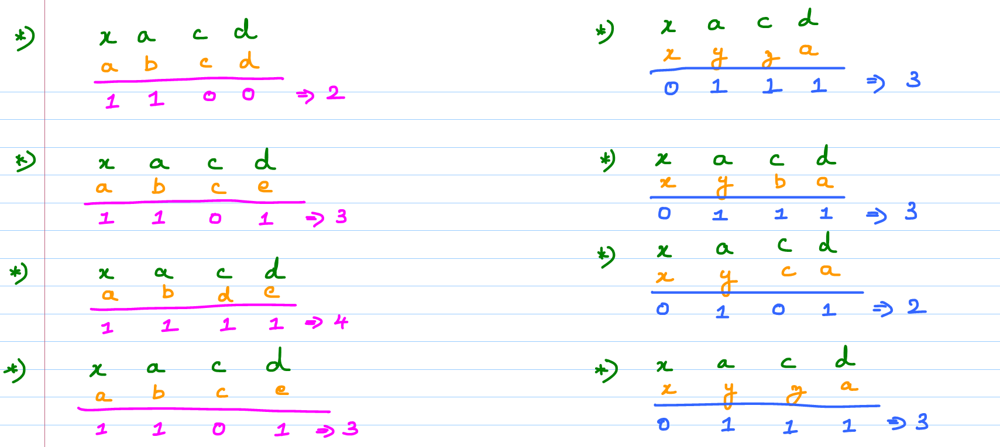 *) x a c d
a b c d
1 1 0 0 ⇒ 2
*) x a c d
a b c e
1 1 0 1 ⇒ 3
*) x a c d
a b d e
1 1 1 1 ⇒ 4
*) x a c d
a b c e
1 1 0 1 ⇒ 3
*) x a c d
x y z a
0 1 1 1 ⇒ 3
*) x a c d
x y b a
0 1 1 1 ⇒ 3
*) x a c d
x y c a
0 1 0 1 ⇒ 2
*) x a c d
x y z a
0 1 1 1 ⇒ 3